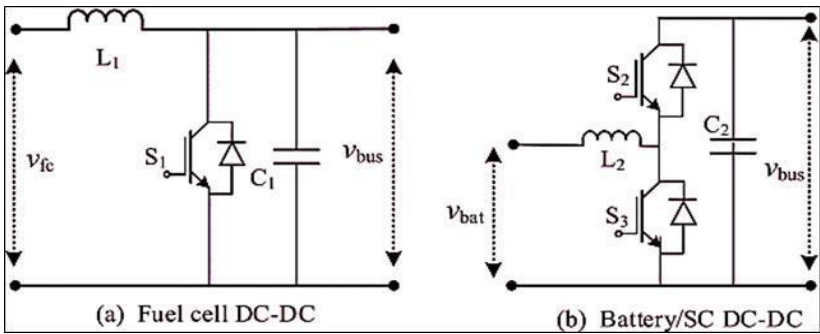 L1
vfc
S1
C1
vbus
(a) Fuel cell DC-DC
S2
C2
L2
vbus
vbat
S3
(b) Battery/SC DC-DC